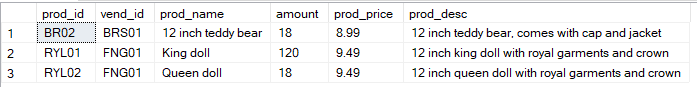 prod_id vend_id prod_name amount prod_price prod_desc
1 BR02 BRS01 12 inch teddy bear 18 8.99 12 inch teddy bear, comes with cap and jacket
2 RYL01 FNG01 King doll 120 9.49 12 inch king doll with royal garments and crown
3 RYL02 FNG01 Queen doll 18 9.49 12 inch queen doll with royal garments and crown